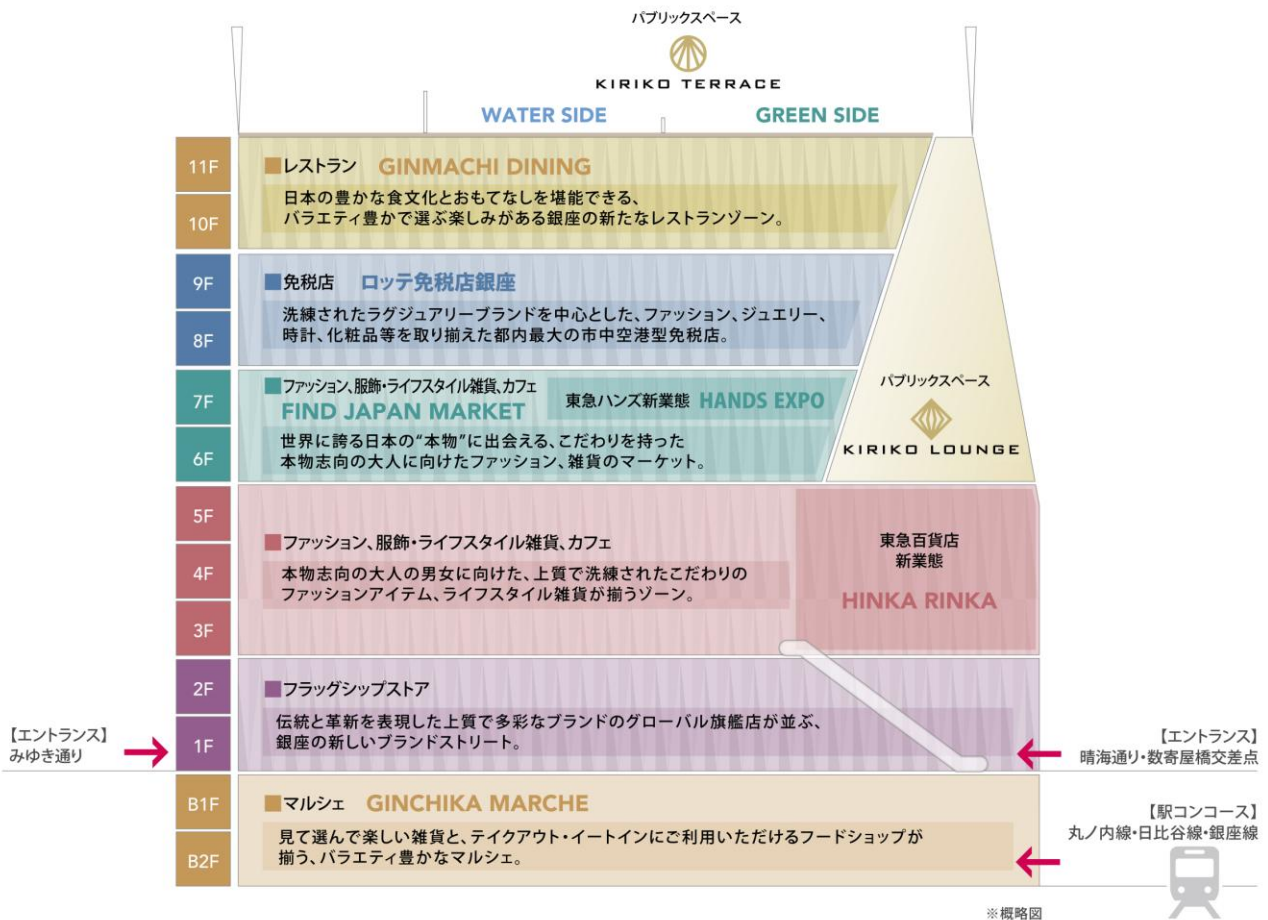 パブリックスペース
KIRIKO TERRACE
WATER SIDE
GREEN SIDE
11F
10F
■レストラン GINMACHI DINING
日本の豊かな食文化とおもてなしを堪能できる、
バラエティ豊かで選ぶ楽しみがある銀座の新たなレストランゾーン。
9F
8F
■免税店 ロッテ免税店銀座
洗練されたラグジュアリーブランドを中心とした、ファッション、ジュエリー、
時計、化粧品等を取り揃えた都内最大の市中空港型免税店。
7F
6F
■ファッション、服飾・ライフスタイル雑貨、カフェ
FIND JAPAN MARKET
東急ハンズ新業態 HANDS EXPO
世界に誇る日本の“本物”に出会える、こだわりを持った
本物志向の大人に向けたファッション、雑貨のマーケット。
パブリックスペース
KIRIKO LOUNGE
5F
4F
3F
■ファッション、服飾・ライフスタイル雑貨、カフェ
本物志向の大人の男女に向けた、上質で洗練されたこだわりの
ファッションアイテム、ライフスタイル雑貨が揃うゾーン。
東急百貨店
新業態
HINKA RINKA
2F
1F
■フラッグシップストア
伝統と革新を表現した上質で多彩なブランドのグローバル旗艦店が並ぶ、
銀座の新しいブランドストリート。
【エントランス】
みゆき通り
【エントランス】
晴海通り・数寄屋橋交差点
B1F
B2F
■マルシェ GINCHIKA MARCHE
見て選んで楽しい雑貨と、テイクアウト・イートインにご利用いただけるフードショップが
揃う、バラエティ豊かなマルシェ。
【駅コンコース】
丸ノ内線・日比谷線・銀座線
※概略図